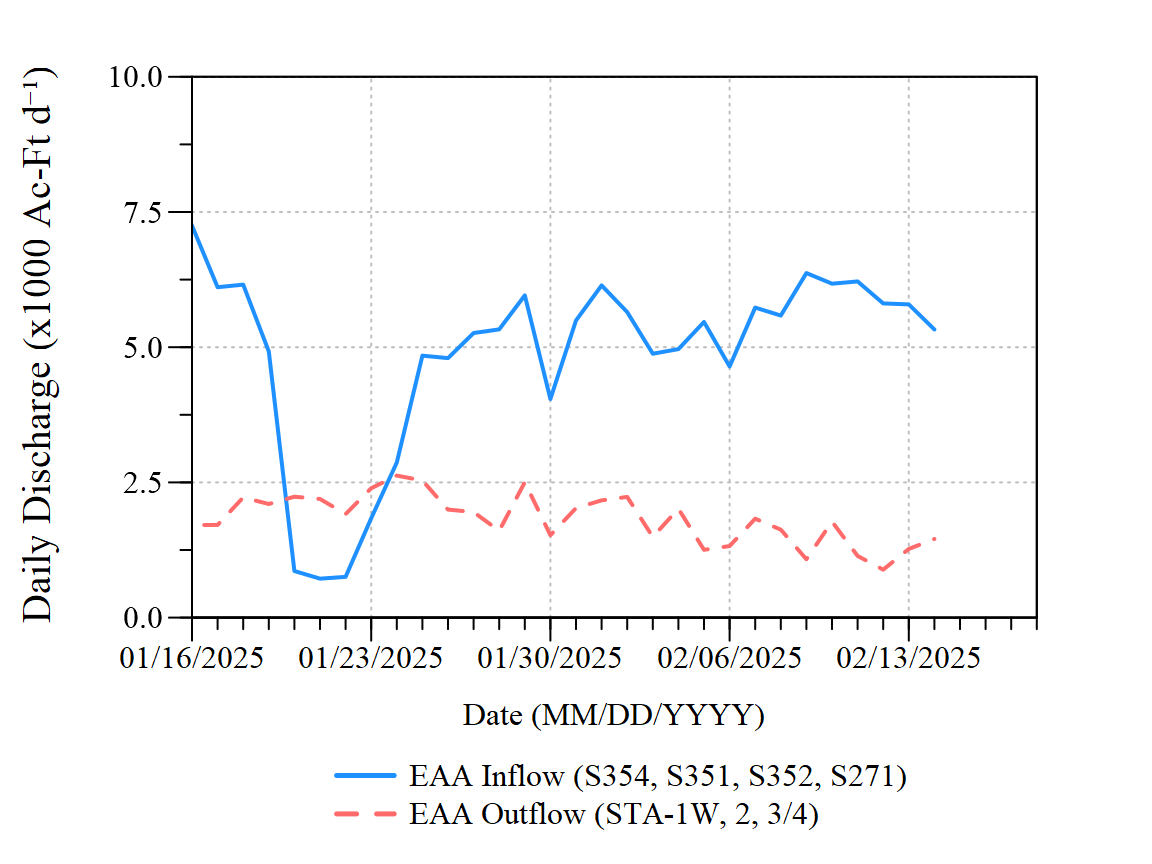 Daily Discharge (x1000 Ac-Ft d⁻¹)
10.0
7.5
5.0
2.5
0.0
01/16/2025 01/23/2025 01/30/2025 02/06/2025 02/13/2025
Date (MM/DD/YYYY)
EAA Inflow (S354, S351, S352, S271)
EAA Outflow (STA-1W, 2, 3/4)